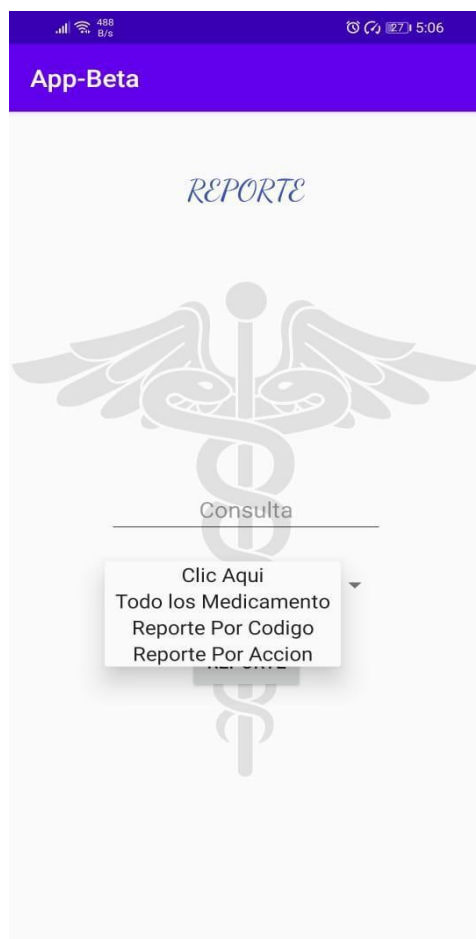 488
B/s
27 5:06
App-Beta
REPORTE
Consulta
Clic Aqui
Todo los Medicamento
Reporte Por Codigo
Reporte Por Accion
REPORTE